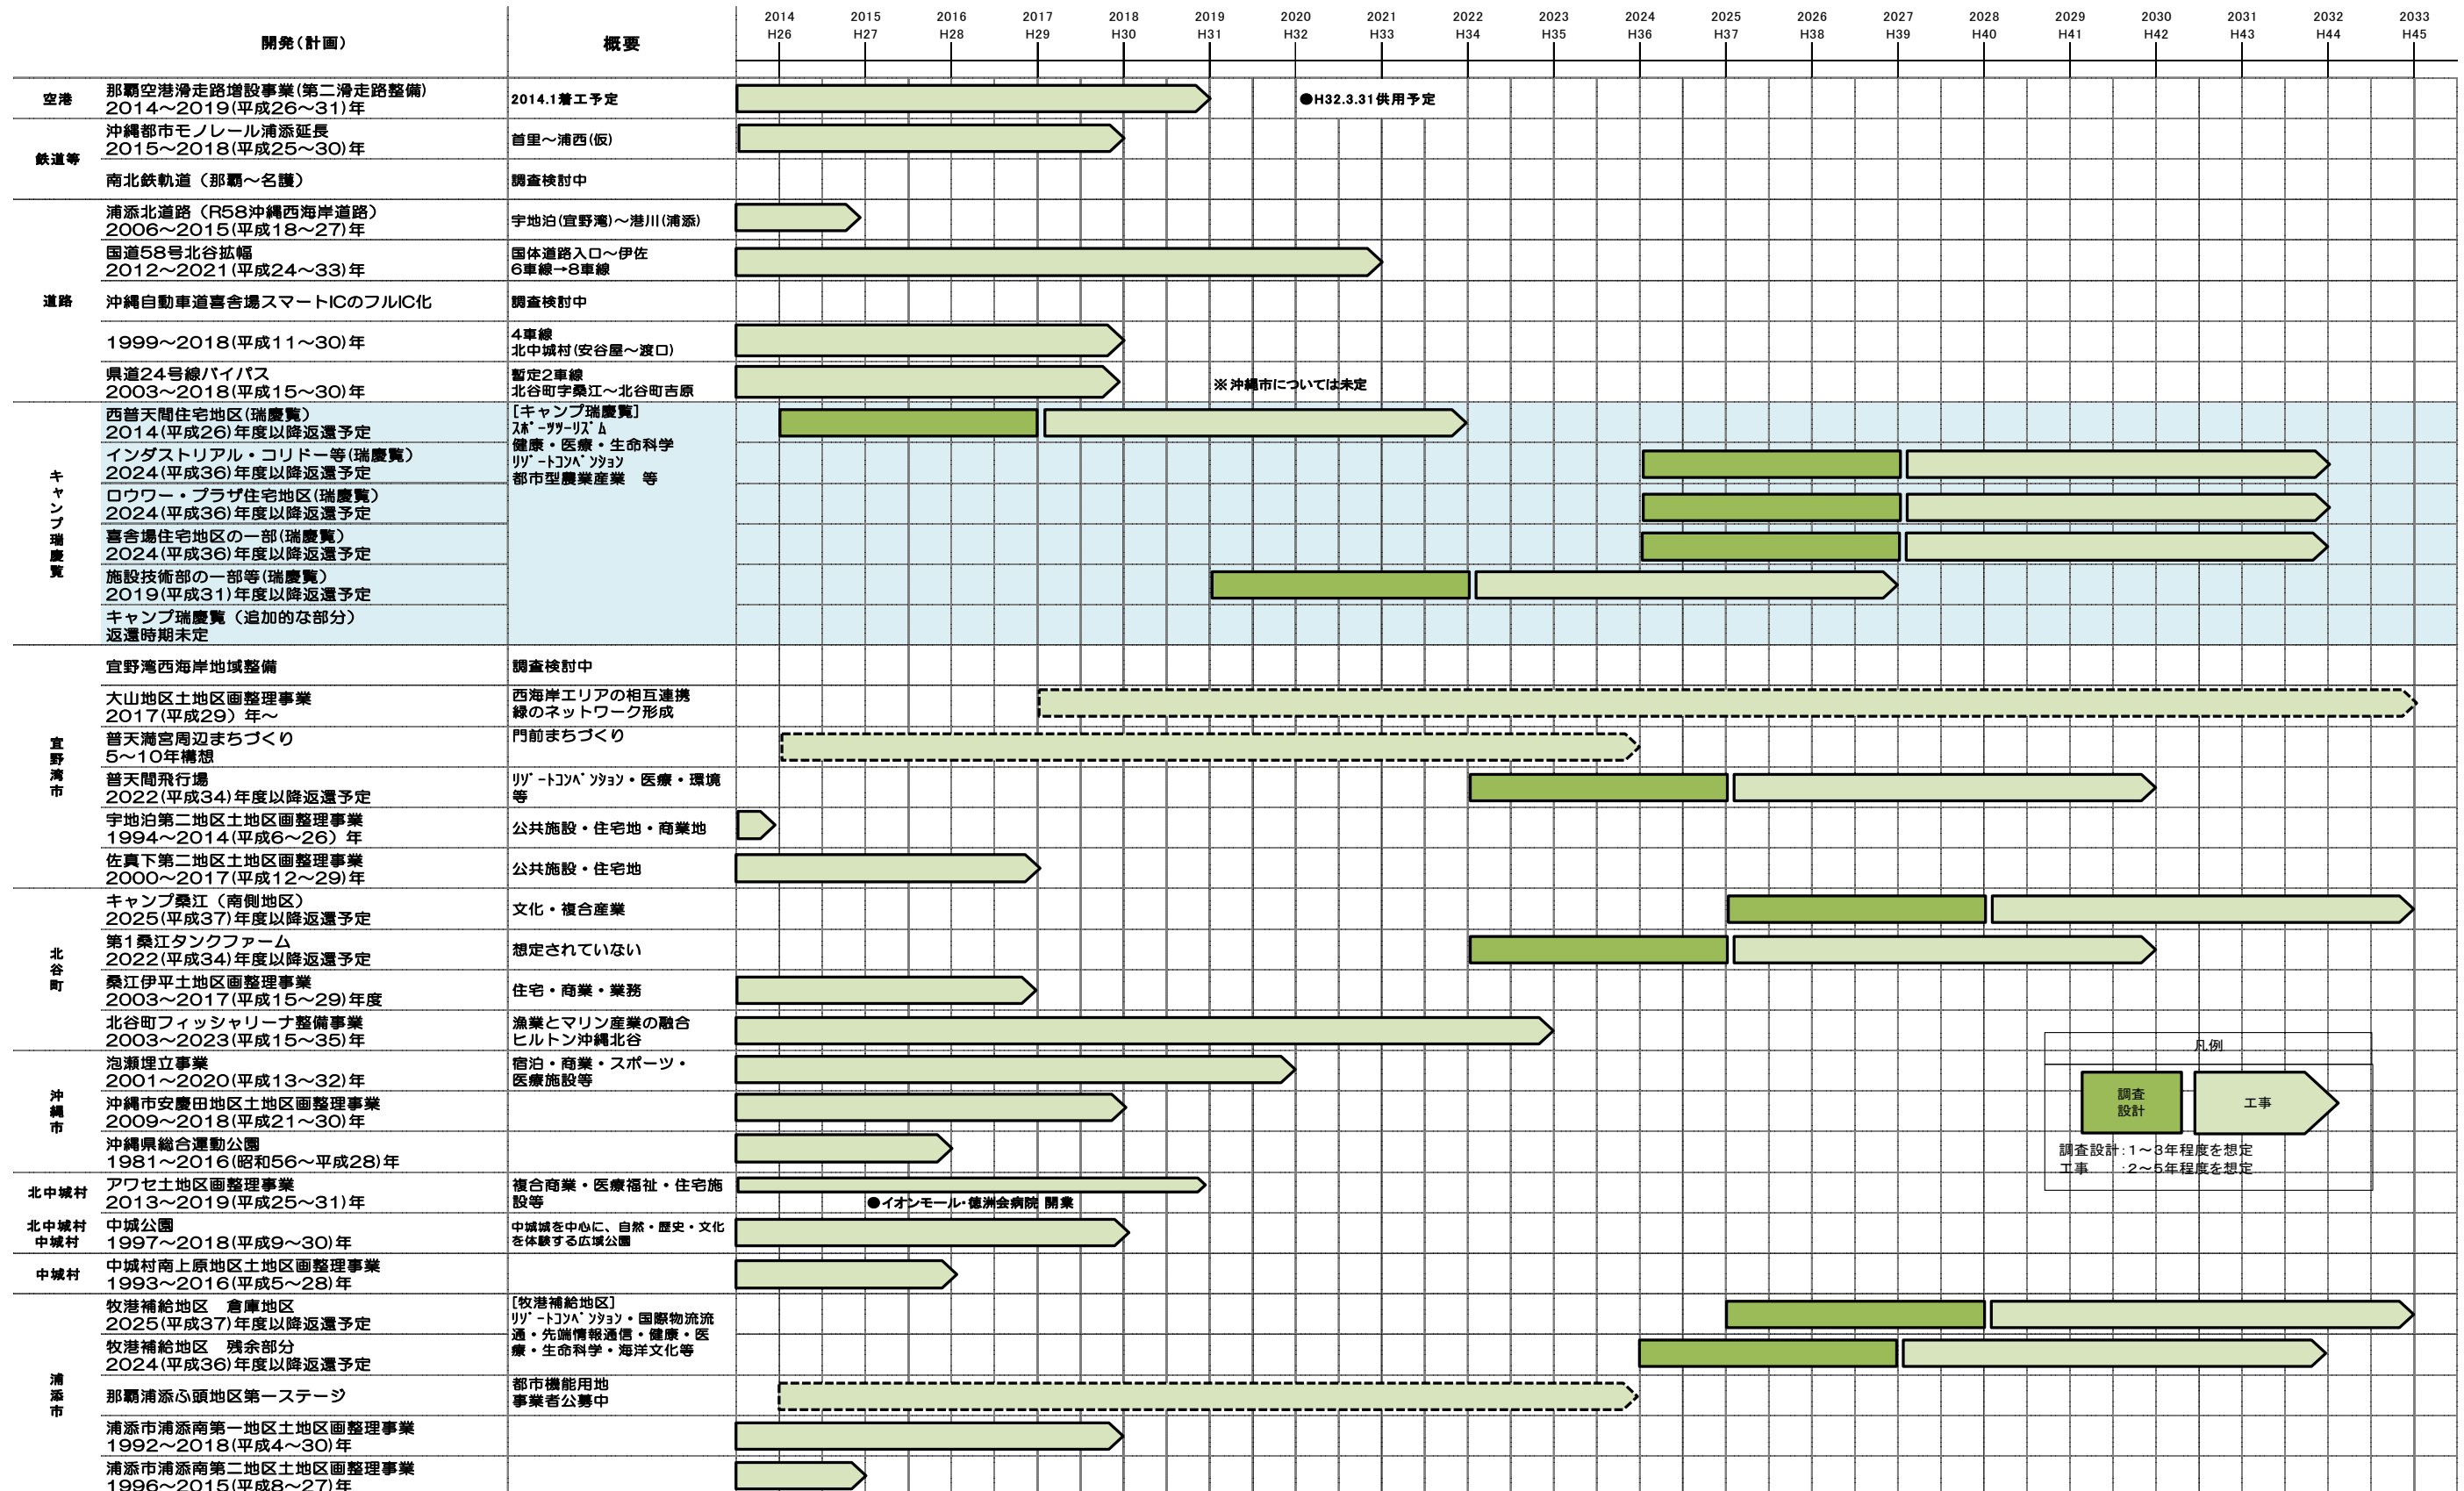 開発(計画)
概要
2014 2015 2016 2017 2018 2019 2020 2021 2022 2023 2024 2025 2026 2027 2028 2029 2030 2031 2032 2033
H26 H27 H28 H29 H30 H31 H32 H33 H34 H35 H36 H37 H38 H39 H40 H41 H42 H43 H44 H45
空港
那覇空港滑走路増設事業(第二滑走路整備)
2014～2019(平成26～31)年
2014.1着工予定
●H32.3.31供用予定
鉄道等
沖縄都市モノレール浦添延長
2015～2018(平成25～30)年
首里～浦西(仮)
南北鉄軌道（那覇～名護）
調査検討中
道路
浦添北道路（R58沖縄西海岸道路）
2006～2015(平成18～27)年
宇地泊(宜野湾)～港川(浦添)
国道58号北谷拡幅
2012～2021(平成24～33)年
国体道路入口～伊佐
6車線→8車線
沖縄自動車道喜舎場スマートICのフルIC化
調査検討中
1999～2018(平成11～30)年
4車線
北中城村(安谷屋～渡口)
県道24号線バイパス
2003～2018(平成15～30)年
暫定2車線
北谷町字桑江～北谷町吉原
※沖縄市については未定
キャンプ瑞慶覧
西普天間住宅地区(瑞慶覧)
2014(平成26)年度以降返還予定
[キャンプ瑞慶覧]
ｽﾎﾟｰﾂﾂｰﾘｽﾞﾑ
健康・医療・生命科学
ﾘｿﾞｰﾄｺﾝﾍﾞﾝｼｮﾝ
都市型農業産業　等
インダストリアル・コリドー等(瑞慶覧)
2024(平成36)年度以降返還予定
ロウワー・プラザ住宅地区(瑞慶覧)
2024(平成36)年度以降返還予定
喜舎場住宅地区の一部(瑞慶覧)
2024(平成36)年度以降返還予定
施設技術部の一部等(瑞慶覧)
2019(平成31)年度以降返還予定
キャンプ瑞慶覧（追加的な部分）
返還時期未定
宜野湾市
宜野湾西海岸地域整備
調査検討中
大山地区土地区画整理事業
2017(平成29）年～
西海岸エリアの相互連携
緑のネットワーク形成
普天満宮周辺まちづくり
5～10年構想
門前まちづくり
普天間飛行場
2022(平成34)年度以降返還予定
ﾘｿﾞｰﾄｺﾝﾍﾞﾝｼｮﾝ・医療・環境
等
宇地泊第二地区土地区画整理事業
1994～2014(平成6～26）年
公共施設・住宅地・商業地
佐真下第二地区土地区画整理事業
2000～2017(平成12～29)年
公共施設・住宅地
北谷町
キャンプ桑江（南側地区）
2025(平成37)年度以降返還予定
文化・複合産業
第1桑江タンクファーム
2022(平成34)年度以降返還予定
想定されていない
桑江伊平土地区画整理事業
2003～2017(平成15～29)年度
住宅・商業・業務
北谷町フィッシャリーナ整備事業
2003～2023(平成15～35)年
漁業とマリン産業の融合
ヒルトン沖縄北谷
沖縄市
泡瀬埋立事業
2001～2020(平成13～32)年
宿泊・商業・スポーツ・
医療施設等
沖縄市安慶田地区土地区画整理事業
2009～2018(平成21～30)年
沖縄県総合運動公園
1981～2016(昭和56～平成28)年
北中城村
アワセ土地区画整理事業
2013～2019(平成25～31)年
複合商業・医療福祉・住宅施
設等
●イオンモール・徳洲会病院 開業
北中城村
中城村
中城公園
1997～2018(平成9～30)年
中城城を中心に、自然・歴史・文化
を体験する広域公園
中城村
中城村南上原地区土地区画整理事業
1993～2016(平成5～28)年
浦添市
牧港補給地区　倉庫地区
2025(平成37)年度以降返還予定
[牧港補給地区]
ﾘｿﾞｰﾄｺﾝﾍﾞﾝｼｮﾝ・国際物流流
通・先端情報通信・健康・医
療・生命科学・海洋文化等
牧港補給地区　残余部分
2024(平成36)年度以降返還予定
那覇浦添ふ頭地区第一ステージ
都市機能用地
事業者公募中
浦添市浦添南第一地区土地区画整理事業
1992～2018(平成4～30)年
浦添市浦添南第二地区土地区画整理事業
1996～2015(平成8～27)年
凡例
調査
設計
工事
調査設計：1～3年程度を想定
工事　　：2～5年程度を想定